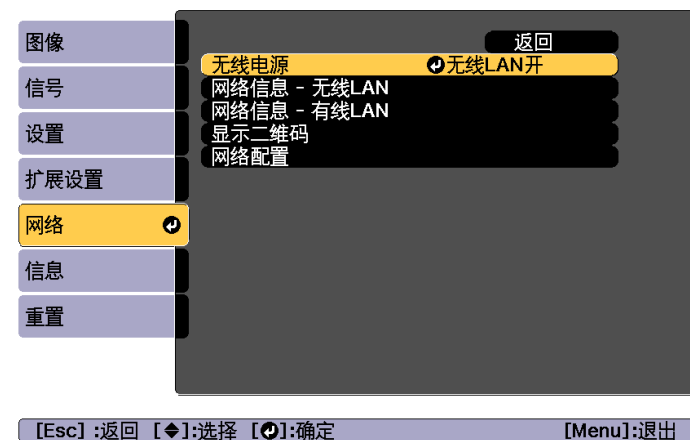 图像
信号
设置
扩展设置
网络
信息
重置
返回
无线电源 无线LAN开
网络信息 - 无线LAN
网络信息 - 有线LAN
显示二维码
网络配置
[Esc] :返回 [◆]:选择 [⏎]:确定 [Menu]:退出